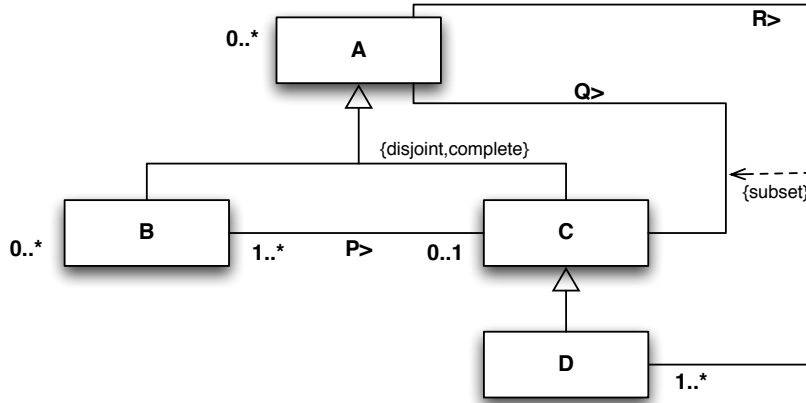 R>
0..*
A
Q>
{disjoint,complete}
{subset}
B
C
0..*
1..*
P>
0..1
D
1..*